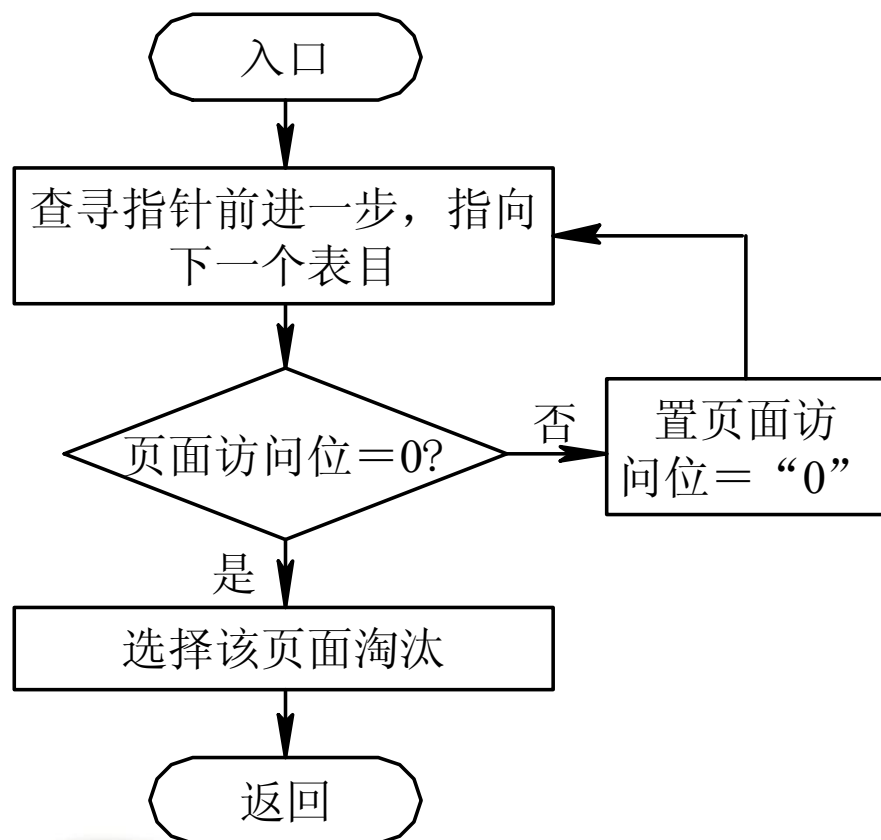 入口
查寻指针前进一步，指向
下一个表目
页面访问位＝0?
否
置页面访
问位＝“0”
是
选择该页面淘汰
返回